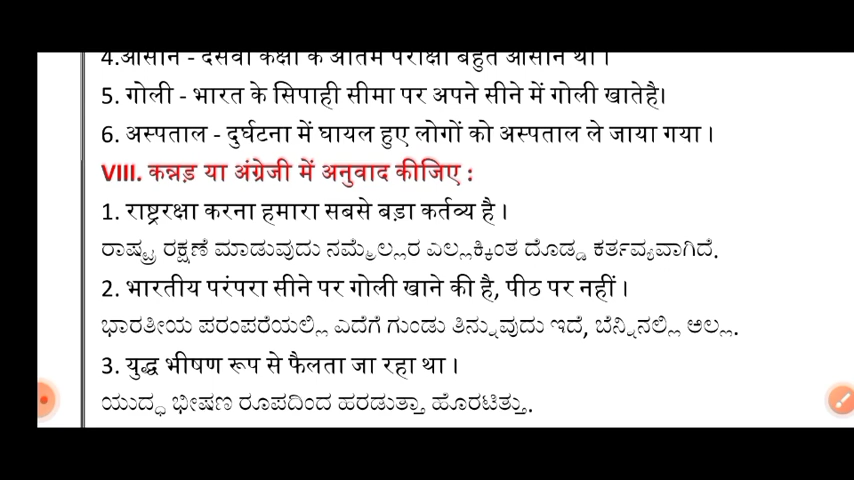 4.आसान - दसवीं कक्षा के अंतिम परीक्षा बहुत आसान था।
5. गोली - भारत के सिपाही सीमा पर अपने सीने में गोली खातेहै।
6. अस्पताल - दुर्घटना में घायल हुए लोगों को अस्पताल ले जाया गया।
VIII. कन्नड़ या अंग्रेजी में अनुवाद कीजिए :
1. राष्ट्ररक्षा करना हमारा सबसे बड़ा कर्तव्य है।
ರಾಷ್ಟ್ರ ರಕ್ಷಣೆ ಮಾಡುವುದು ನಮ್ಮೆಲ್ಲರ ಎಲ್ಲಕ್ಕಿಂತ ದೊಡ್ಡ ಕರ್ತವ್ಯವಾಗಿದೆ.
2. भारतीय परंपरा सीने पर गोली खाने की है, पीठ पर नहीं।
ಭಾರತೀಯ ಪರಂಪರೆಯಲ್ಲಿ ಎದೆಗೆ ಗುಂಡು ತಿನ್ನುವುದು ಇದೆ, ಬೆನ್ನಿನಲ್ಲಿ ಅಲ್ಲ.
3. युद्ध भीषण रूप से फैलता जा रहा था।
ಯುದ್ಧ ಭೀಷಣ ರೂಪದಿಂದ ಹರಡುತ್ತಾ ಹೊರಟಿತ್ತು.